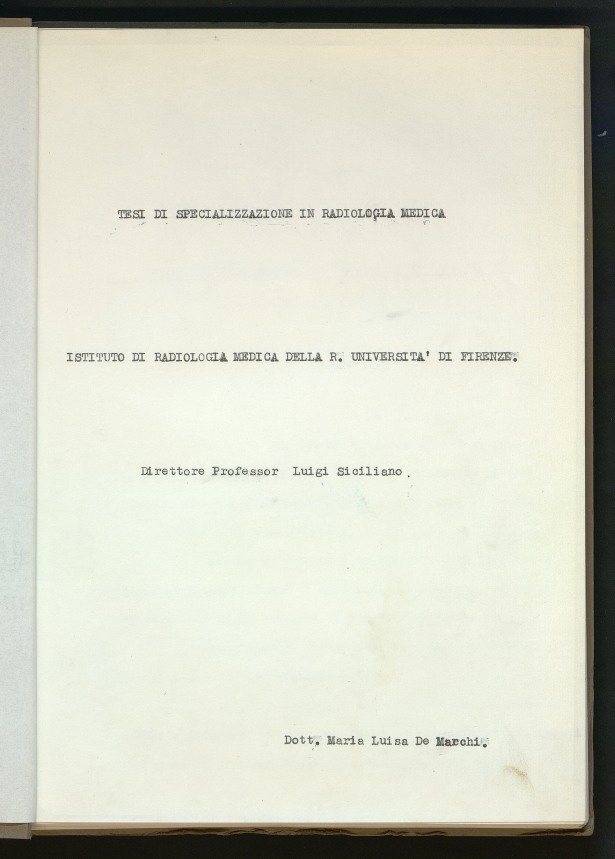 TESI DI SPECIALIZZAZIONE IN RADIOLOGIA MEDICA
ISTITUTO DI RADIOLOGIA MEDICA DELLA R. UNIVERSITA' DI FIRENZE.
Direttore Professor Luigi Siciliano.
Dott. Maria Luisa De Marchi.